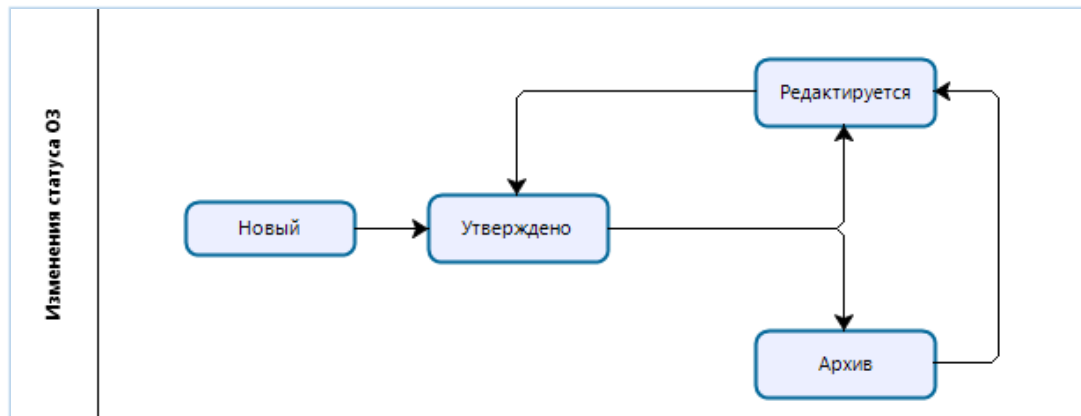 Изменения статуса ОЗ
Редактируется
Новый
Утверждено
Архив